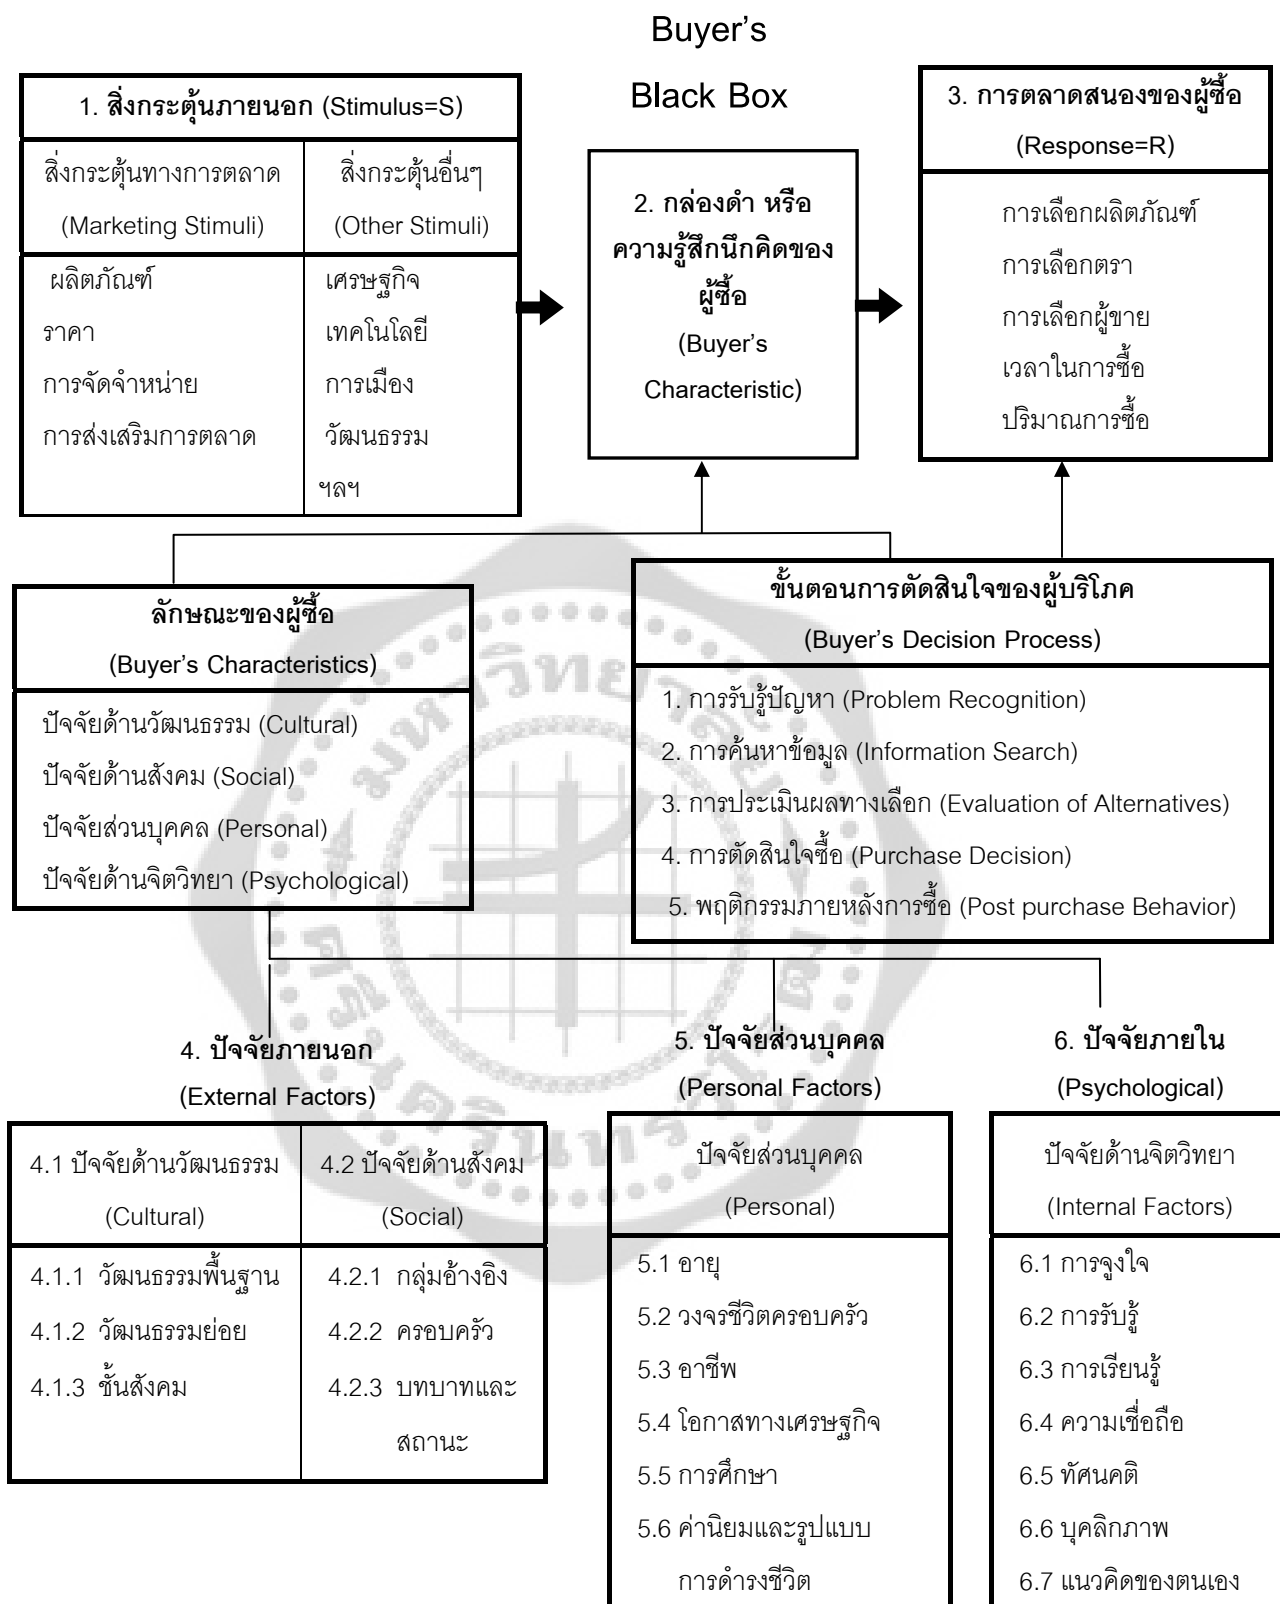 Buyer's
Black Box
1. สิ่งกระตุ้นภายนอก (Stimulus=S)
สิ่งกระตุ้นทางการตลาด
(Marketing Stimuli)
สิ่งกระตุ้นอื่นๆ
(Other Stimuli)
ผลิตภัณฑ์
ราคา
การจัดจำหน่าย
การส่งเสริมการตลาด
เศรษฐกิจ
เทคโนโลยี
การเมือง
วัฒนธรรม
ฯลฯ
2. กล่องดำ หรือ
ความรู้สึกนึกคิดของ
ผู้ซื้อ
(Buyer's
Characteristic)
3. การตลาดสนองของผู้ซื้อ
(Response=R)
การเลือกผลิตภัณฑ์
การเลือกตรา
การเลือกผู้ขาย
เวลาในการซื้อ
ปริมาณการซื้อ
ลักษณะของผู้ซื้อ
(Buyer's Characteristics)
ปัจจัยด้านวัฒนธรรม (Cultural)
ปัจจัยด้านสังคม (Social)
ปัจจัยส่วนบุคคล (Personal)
ปัจจัยด้านจิตวิทยา (Psychological)
ขั้นตอนการตัดสินใจของผู้บริโภค
(Buyer's Decision Process)
1. การรับรู้ปัญหา (Problem Recognition)
2. การค้นหาข้อมูล (Information Search)
3. การประเมินผลทางเลือก (Evaluation of Alternatives)
4. การตัดสินใจซื้อ (Purchase Decision)
5. พฤติกรรมภายหลังการซื้อ (Post purchase Behavior)
4. ปัจจัยภายนอก
(External Factors)
4.1 ปัจจัยด้านวัฒนธรรม
(Cultural)
4.2 ปัจจัยด้านสังคม
(Social)
4.1.1 วัฒนธรรมพื้นฐาน
4.1.2 วัฒนธรรมย่อย
4.1.3 ชั้นสังคม
4.2.1 กลุ่มอ้างอิง
4.2.2 ครอบครัว
4.2.3 บทบาทและ
สถานะ
5. ปัจจัยส่วนบุคคล
(Personal Factors)
ปัจจัยส่วนบุคคล
(Personal)
5.1 อายุ
5.2 วงจรชีวิตครอบครัว
5.3 อาชีพ
5.4 โอกาสทางเศรษฐกิจ
5.5 การศึกษา
5.6 ค่านิยมและรูปแบบ
การดำรงชีวิต
6. ปัจจัยภายใน
(Psychological)
ปัจจัยด้านจิตวิทยา
(Internal Factors)
6.1 การจูงใจ
6.2 การรับรู้
6.3 การเรียนรู้
6.4 ความเชื่อถือ
6.5 ทัศนคติ
6.6 บุคลิกภาพ
6.7 แนวคิดของตนเอง
มหาวิทยาลัย
ศรีนครินทรวิโรฒ